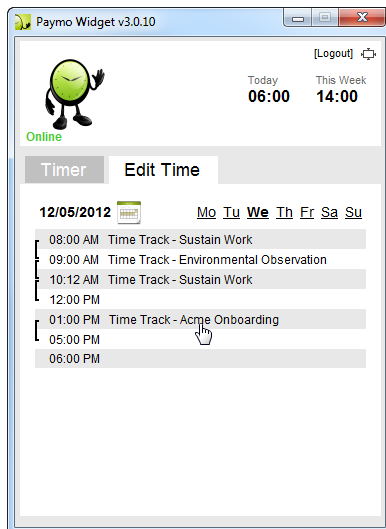 Paymo Widget v3.0.10
[Logout]
Today This Week
06:00 14:00
Online
Timer Edit Time
12/05/2012 Mo Tu We Th Fr Sa Su
08:00 AM Time Track - Sustain Work
09:00 AM Time Track - Environmental Observation
10:12 AM Time Track - Sustain Work
12:00 PM
01:00 PM Time Track - Acme Onboarding
05:00 PM
06:00 PM